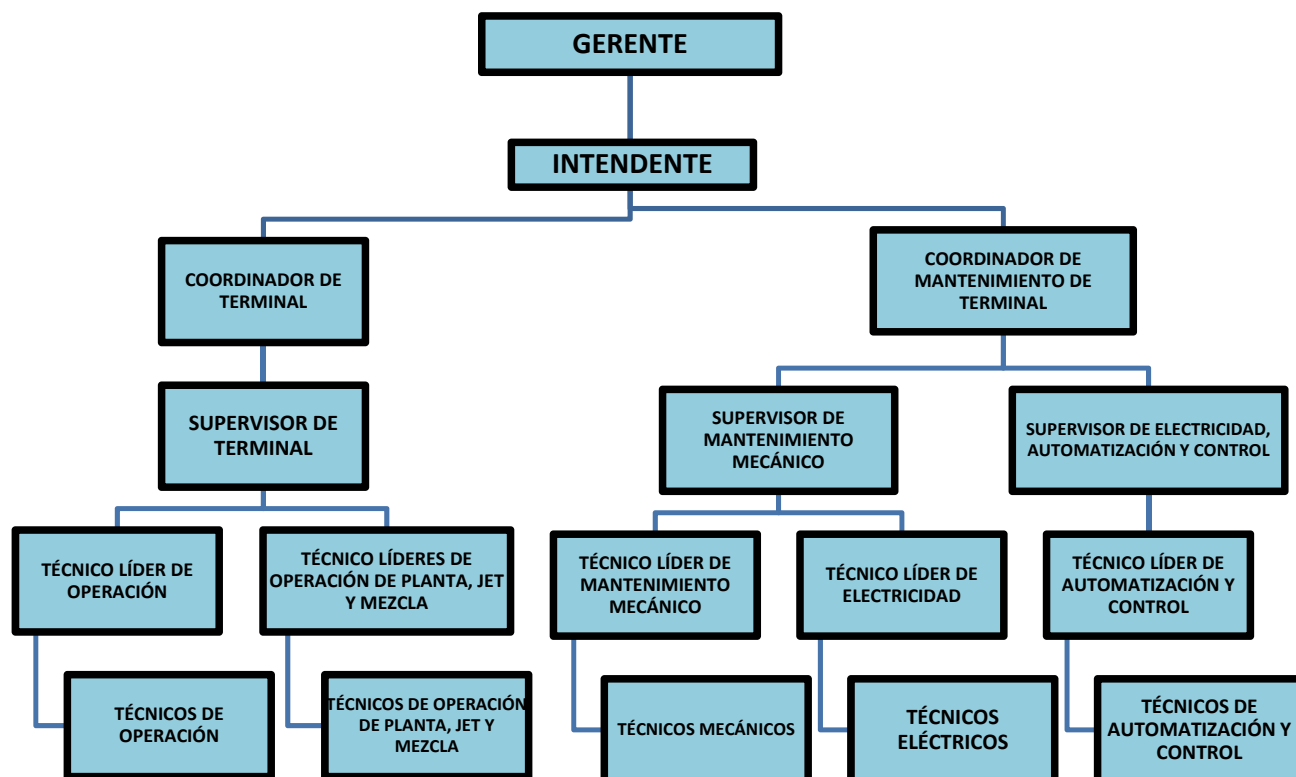 GERENTE
INTENDENTE
COORDINADOR DE
TERMINAL
COORDINADOR DE
MANTENIMIENTO DE
TERMINAL
SUPERVISOR DE
TERMINAL
SUPERVISOR DE
MANTENIMIENTO
MECÁNICO
SUPERVISOR DE ELECTRICIDAD,
AUTOMATIZACIÓN Y CONTROL
TÉCNICO LÍDER DE
OPERACIÓN
TÉCNICO LÍDERES DE
OPERACIÓN DE PLANTA, JET
Y MEZCLA
TÉCNICO LÍDER DE
MANTENIMIENTO
MECÁNICO
TÉCNICO LÍDER DE
ELECTRICIDAD
TÉCNICO LÍDER DE
AUTOMATIZACIÓN Y
CONTROL
TÉCNICOS DE
OPERACIÓN
TÉCNICOS DE OPERACIÓN
DE PLANTA, JET Y
MEZCLA
TÉCNICOS MECÁNICOS
TÉCNICOS
ELÉCTRICOS
TÉCNICOS DE
AUTOMATIZACIÓN Y
CONTROL